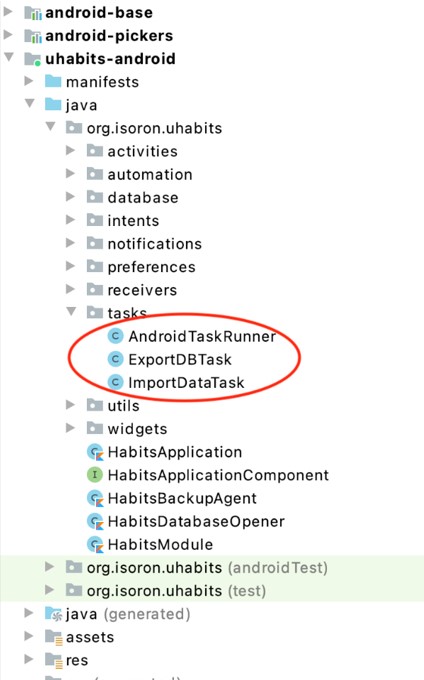 android-base
android-pickers
uhabits-android
manifests
java
org.isoron.uhabits
activities
automation
database
intents
notifications
preferences
receivers
tasks
C AndroidTaskRunner
C ExportDBTask
C ImportDataTask
utils
widgets
HabitsApplication
I HabitsApplicationComponent
HabitsBackupAgent
HabitsDatabaseOpener
HabitsModule
org.isoron.uhabits (androidTest)
org.isoron.uhabits (test)
java (generated)
assets
res